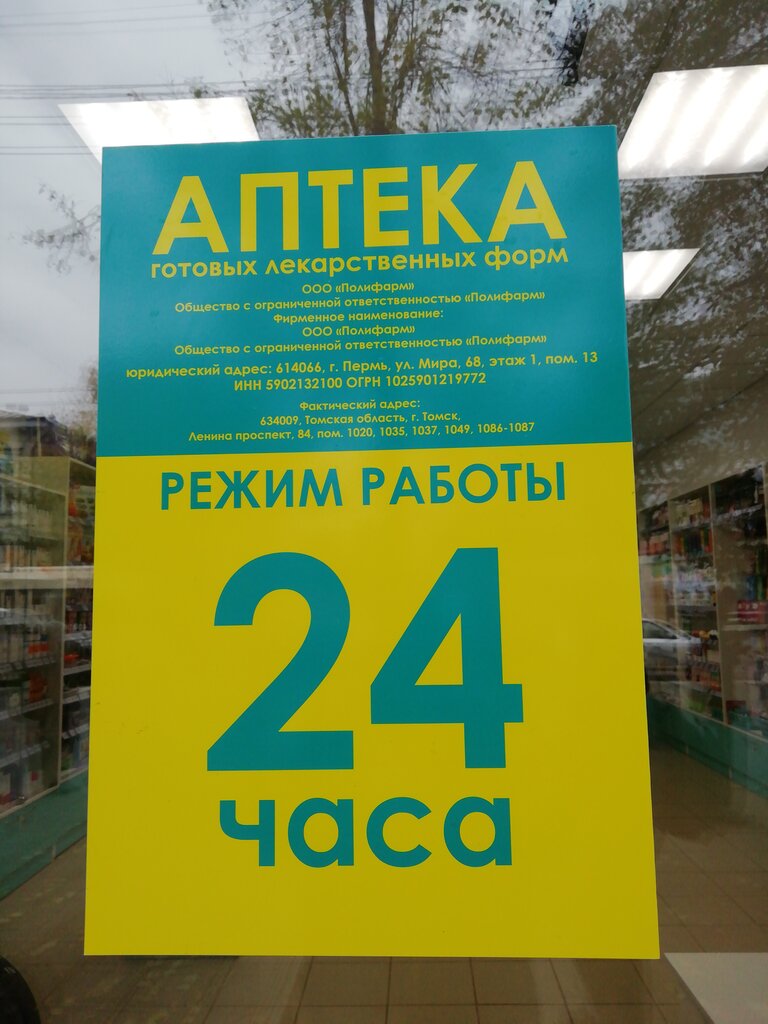 АПТЕКА
готовых лекарственных форм
ООО «Полифарм»
Общество с ограниченной ответственностью «Полифарм»
Фирменное наименование:
ООО «Полифарм»
Общество с ограниченной ответственностью «Полифарм»
юридический адрес: 614066, г. Пермь, ул. Мира, 68, этаж 1, пом. 13
ИНН 5902132100 ОГРН 1025901219772
Фактический адрес:
634009, Томская область, г. Томск,
Ленина проспект, 84, пом. 1020, 1035, 1037, 1049, 1086-1087
РЕЖИМ РАБОТЫ
24
часа